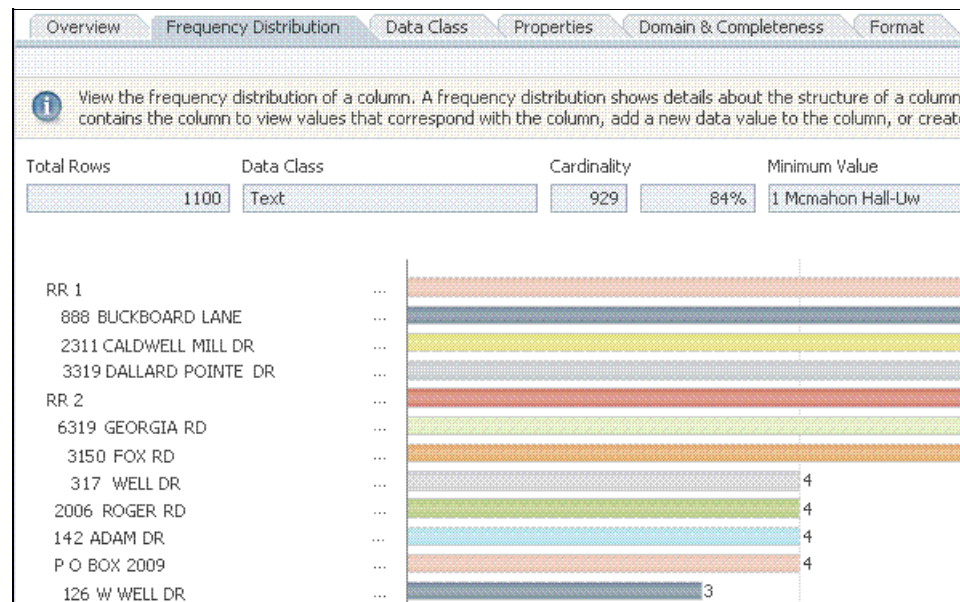 Overview Frequency Distribution Data Class Properties Domain & Completeness Format
View the frequency distribution of a column. A frequency distribution shows details about the structure of a column
contains the column to view values that correspond with the column, add a new data value to the column, or create
Total Rows Data Class Cardinality Minimum Value
1100 Text 929 84% 1 Mcmahon Hall-Uw
RR 1 ...
888 BUCKBOARD LANE ...
2311 CALDWELL MILL DR ...
3319 DALLARD POINTE DR ...
RR 2 ...
6319 GEORGIA RD ...
3150 FOX RD ...
317 WELL DR ... 4
2006 ROGER RD ... 4
142 ADAM DR ... 4
P O BOX 2009 ... 4
126 W WELL DR ... 3